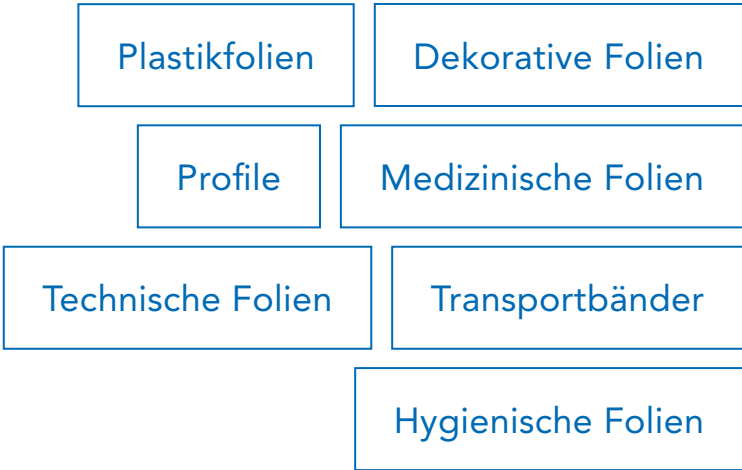 Plastikfolien
Dekorative Folien
Profile
Medizinische Folien
Technische Folien
Transportbänder
Hygienische Folien